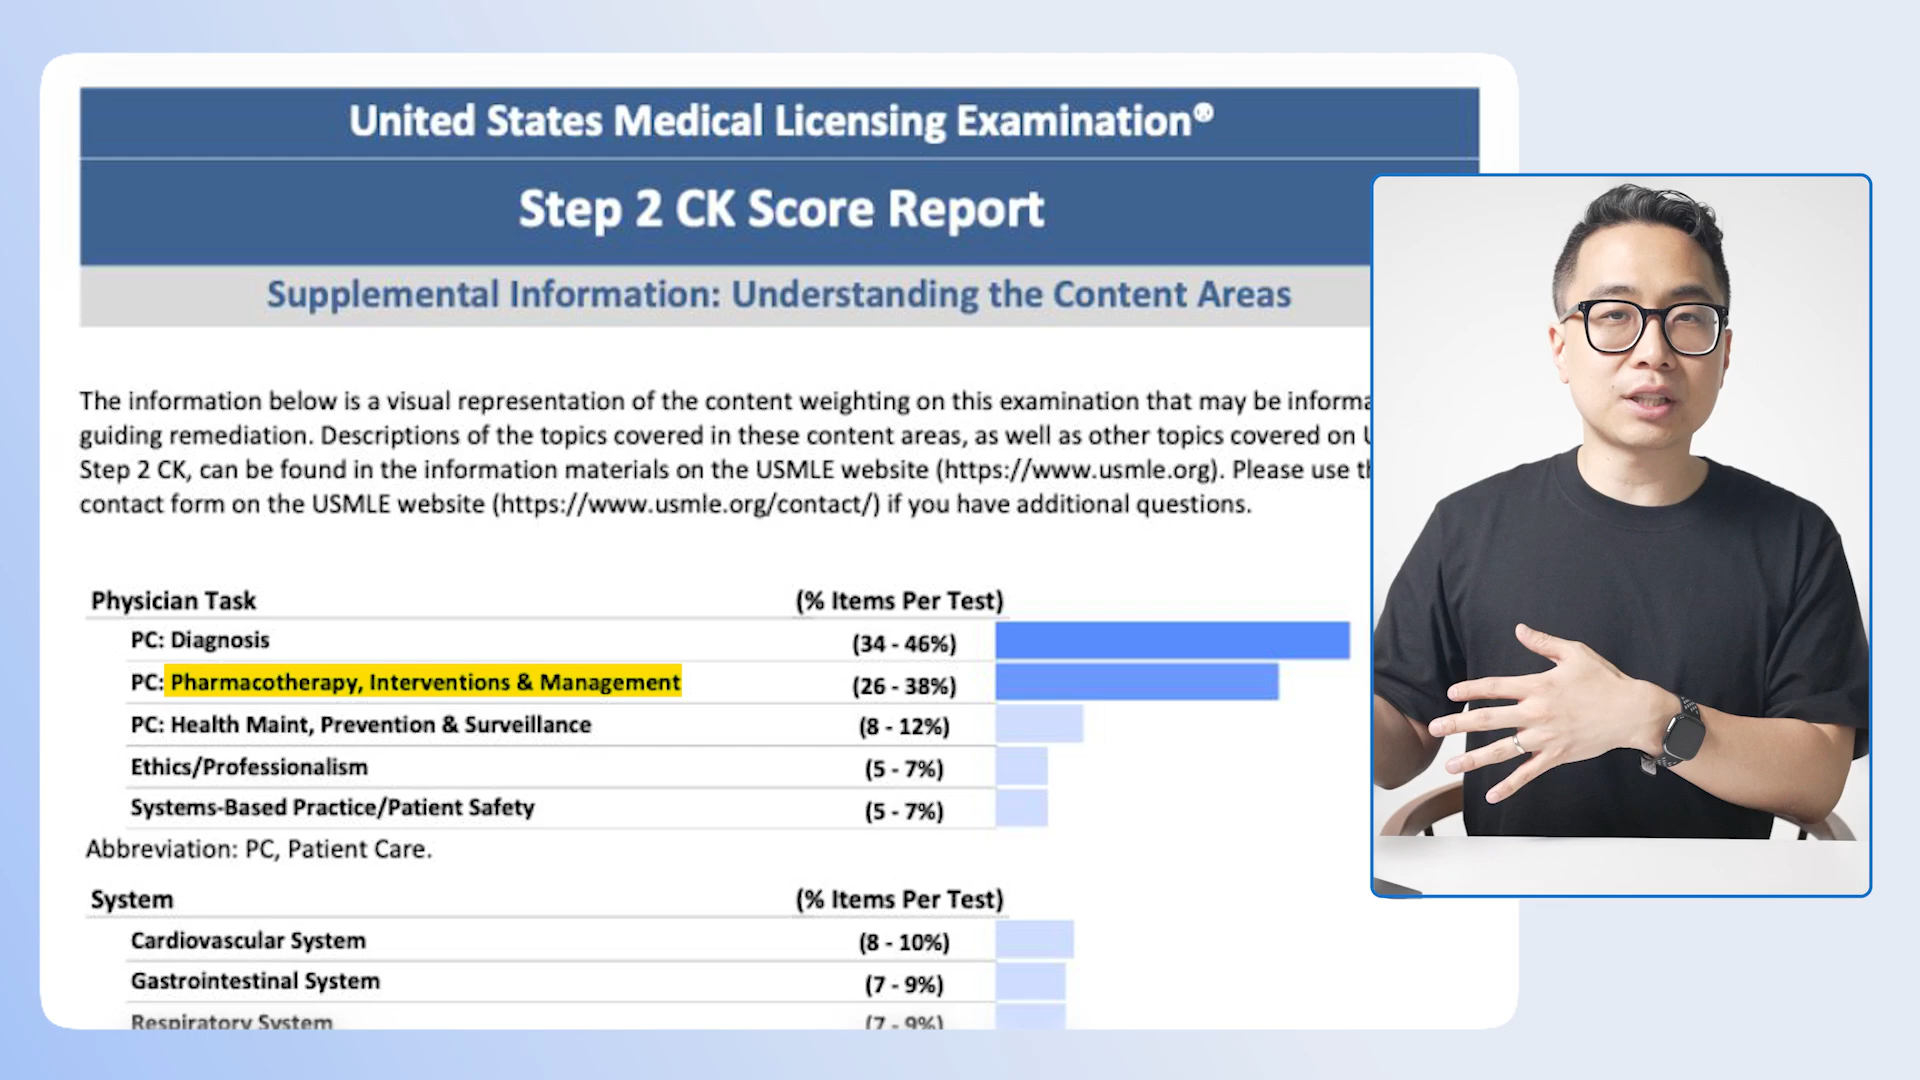 United States Medical Licensing Examination®
Step 2 CK Score Report
Supplemental Information: Understanding the Content Areas
The information below is a visual representation of the content weighting on this examination that may be
guiding remediation. Descriptions of the topics covered in these content areas, as well as other topics covered on
Step 2 CK, can be found in the information materials on the USMLE website (https://www.usmle.org). Please use
contact form on the USMLE website (https://www.usmle.org/contact/) if you have additional questions.
Physician Task (% Items Per Test)
PC: Diagnosis (34 - 46%)
PC: Pharmacotherapy, Interventions & Management (26 - 38%)
PC: Health Maint, Prevention & Surveillance (8 - 12%)
Ethics/Professionalism (5 - 7%)
Systems-Based Practice/Patient Safety (5 - 7%)
Abbreviation: PC, Patient Care.
System (% Items Per Test)
Cardiovascular System (8 - 10%)
Gastrointestinal System (7 - 9%)
Respiratory System (7 - 9%)